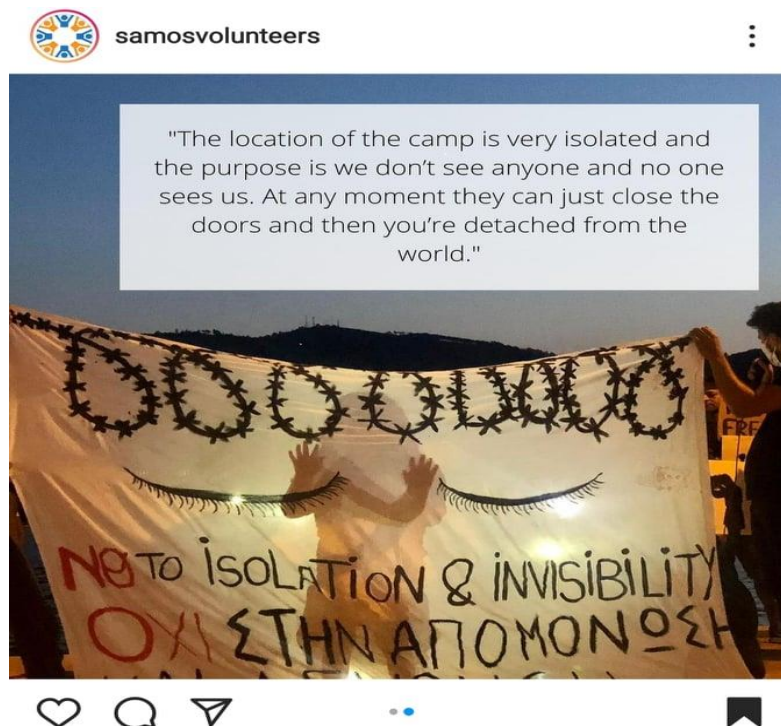 samosvolunteers
"The location of the camp is very isolated and
the purpose is we don't see anyone and no one
sees us. At any moment they can just close the
doors and then you're detached from the
world."
FRE
NO TO iSOLATiON & iNViSiBiLiTY
ΟΧΙ ΣΤΗΝ ΑΠΟΜΟΝΩΣΗ